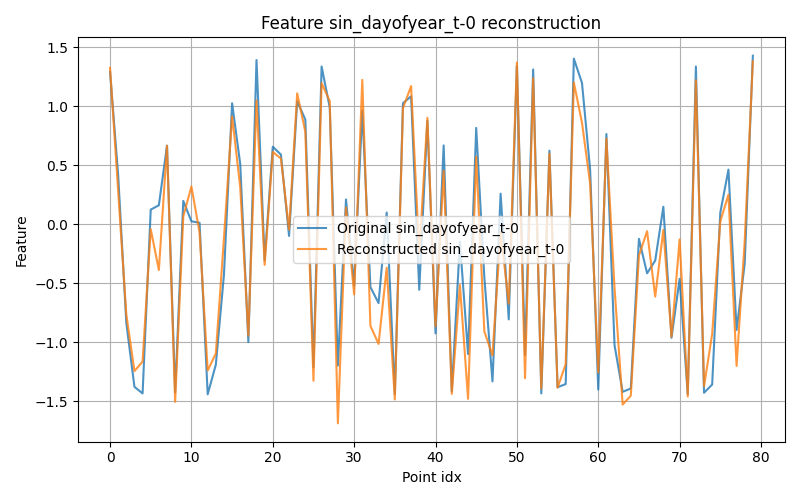 Feature sin_dayofyear_t-0 reconstruction
1.5
1.0
0.5
0.0
−0.5
−1.0
−1.5
Feature
Original sin_dayofyear_t-0
Reconstructed sin_dayofyear_t-0
0 10 20 30 40 50 60 70 80
Point idx